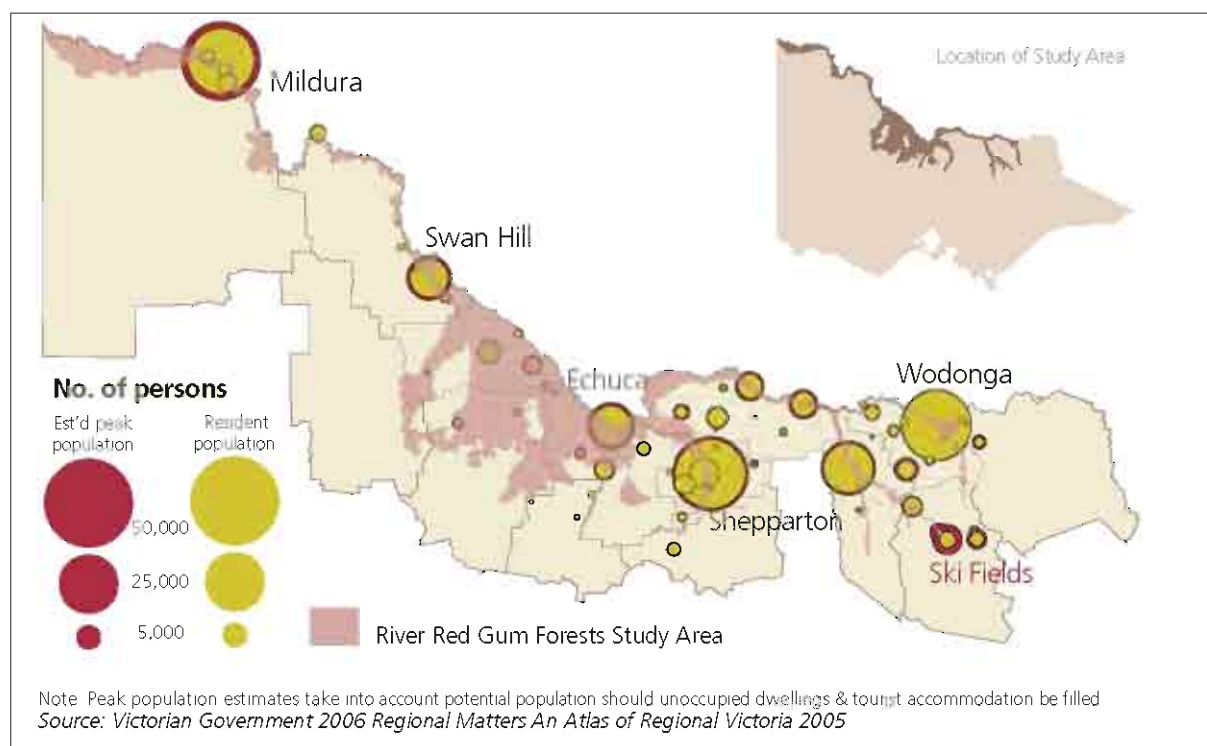 Location of Study Area
Mildura
Swan Hill
Echuca
Wodonga
Shepparton
Ski Fields
No. of persons
Est'd peak population
Resident population
50,000
25,000
5,000
River Red Gum Forests Study Area
Note Peak population estimates take into account potential population should unoccupied dwellings & tourist accommodation be filled
Source: Victorian Government 2006 Regional Matters An Atlas of Regional Victoria 2005